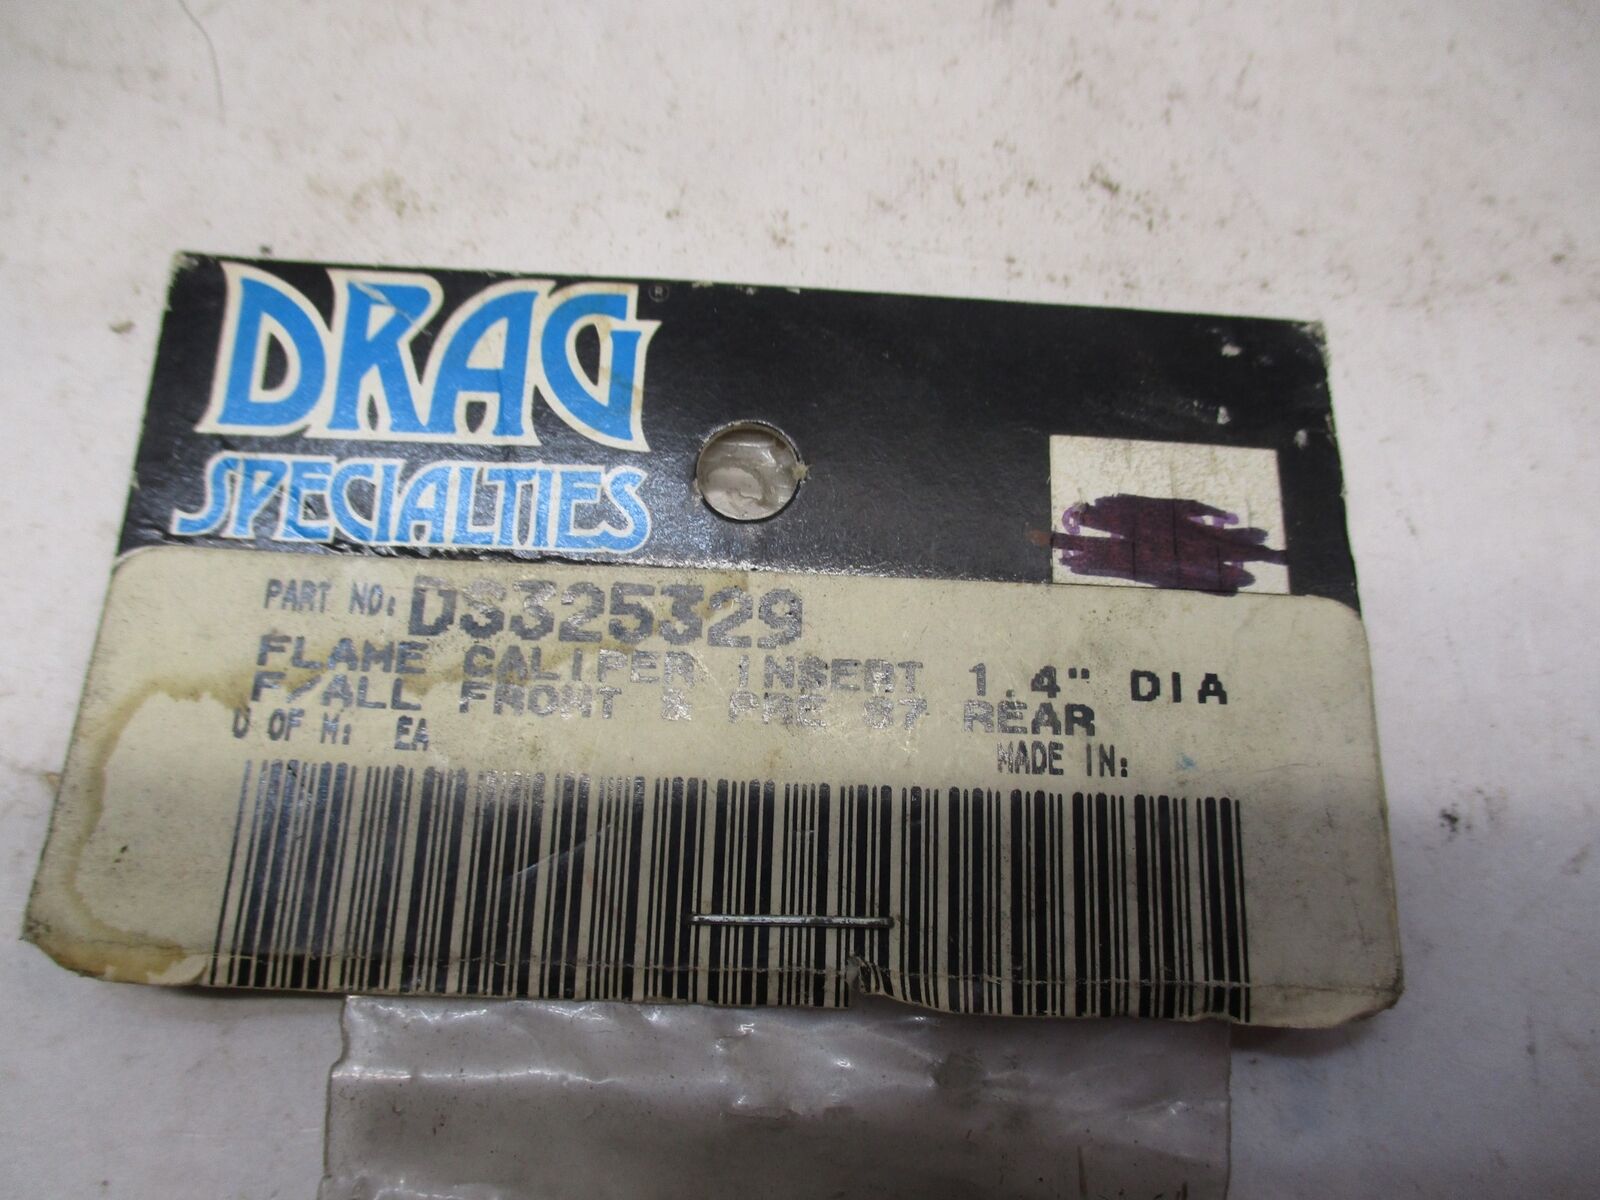 DRAG®
SPECIALTIES
PART NO: DS325329
FLAME CALIPER INSERT 1.4" DIA
F/ALL FRONT & PRE 87 REAR
U OF M: EA
MADE IN: